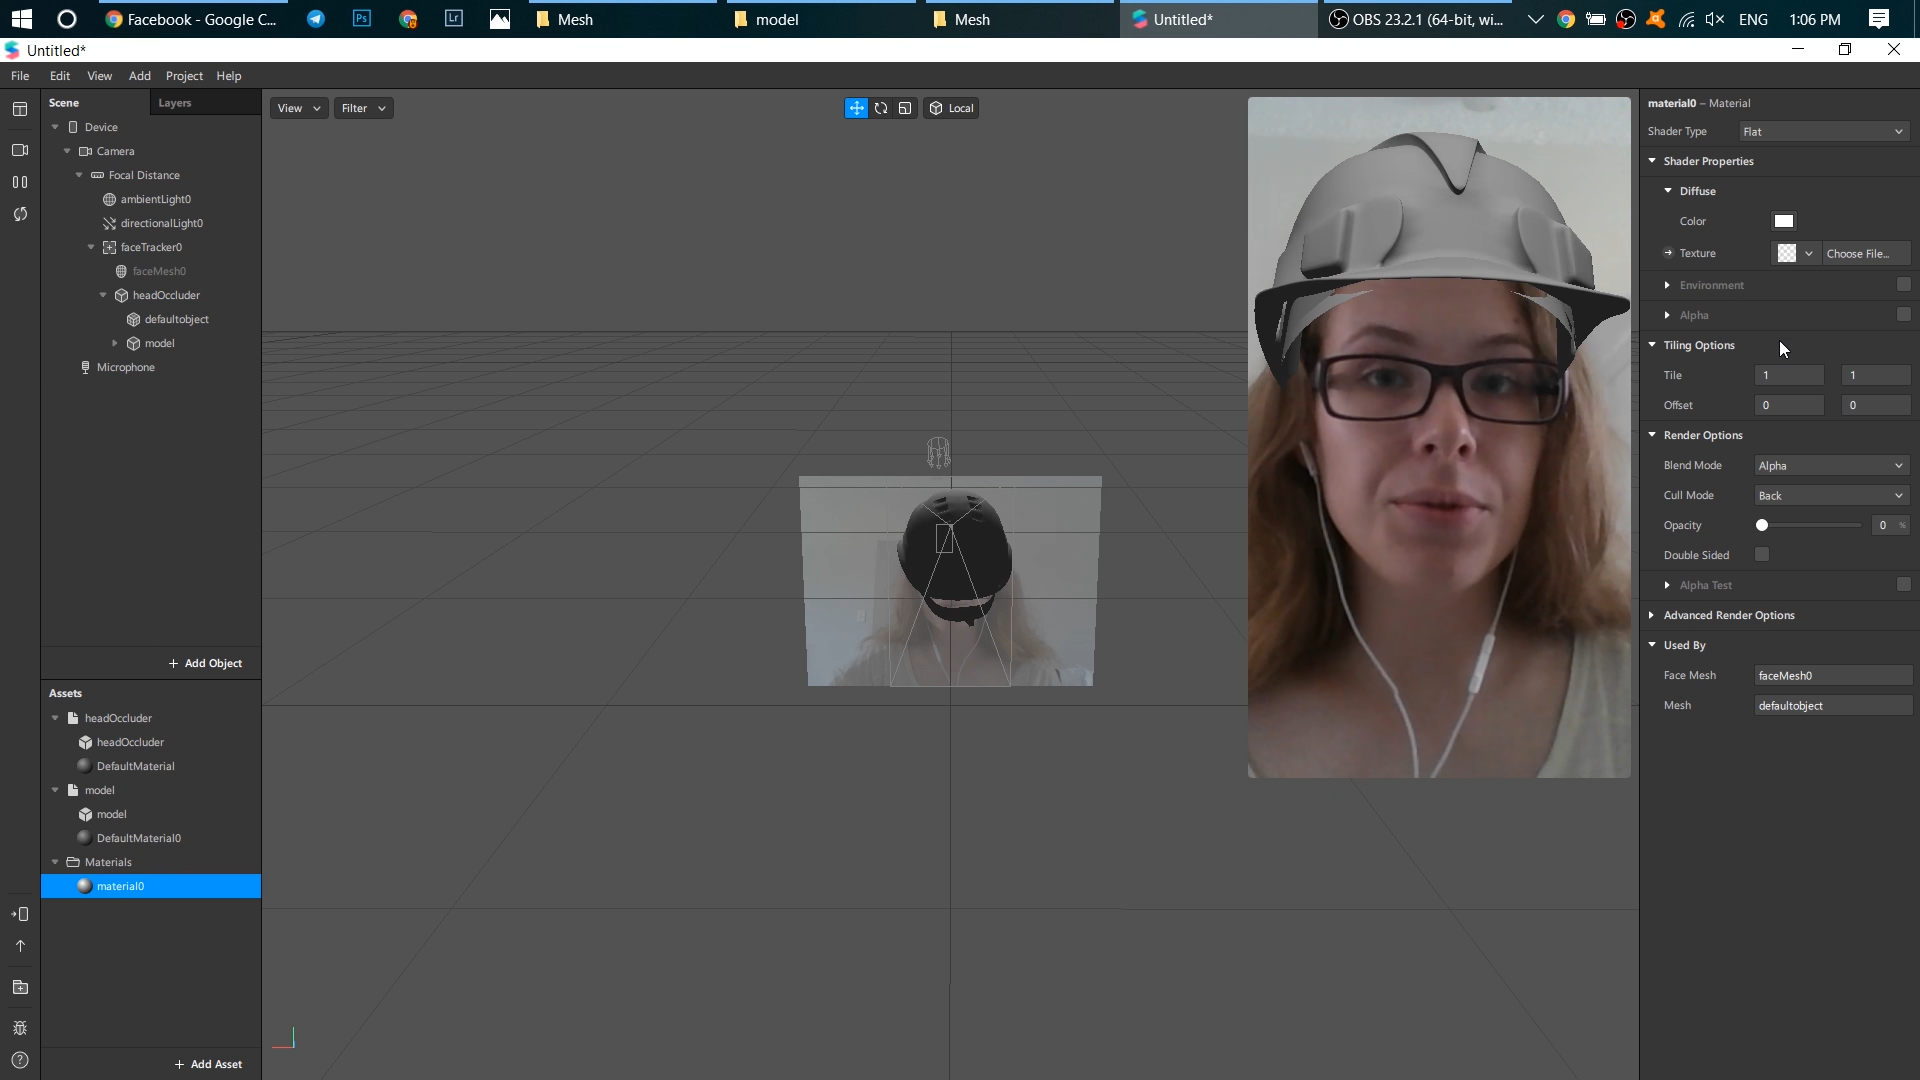 Facebook - Google C...
Ps
Lr
Mesh
model
Mesh
Untitled*
OBS 23.2.1 (64-bit, wi...
ENG
1:06 PM
Untitled*
File
Edit
View
Add
Project
Help
Scene
Layers
Device
Camera
Focal Distance
ambientLight0
directionalLight0
faceTracker0
faceMesh0
headOccluder
defaultobject
model
Microphone
+ Add Object
Assets
headOccluder
headOccluder
DefaultMaterial
model
model
DefaultMaterial0
Materials
material0
+ Add Asset
View
Filter
Local
material0 – Material
Shader Type
Flat
Shader Properties
Diffuse
Color
Texture
Choose File...
Environment
Alpha
Tiling Options
Tile
1
1
Offset
0
0
Render Options
Blend Mode
Alpha
Cull Mode
Back
Opacity
0 %
Double Sided
Alpha Test
Advanced Render Options
Used By
Face Mesh
faceMesh0
Mesh
defaultobject